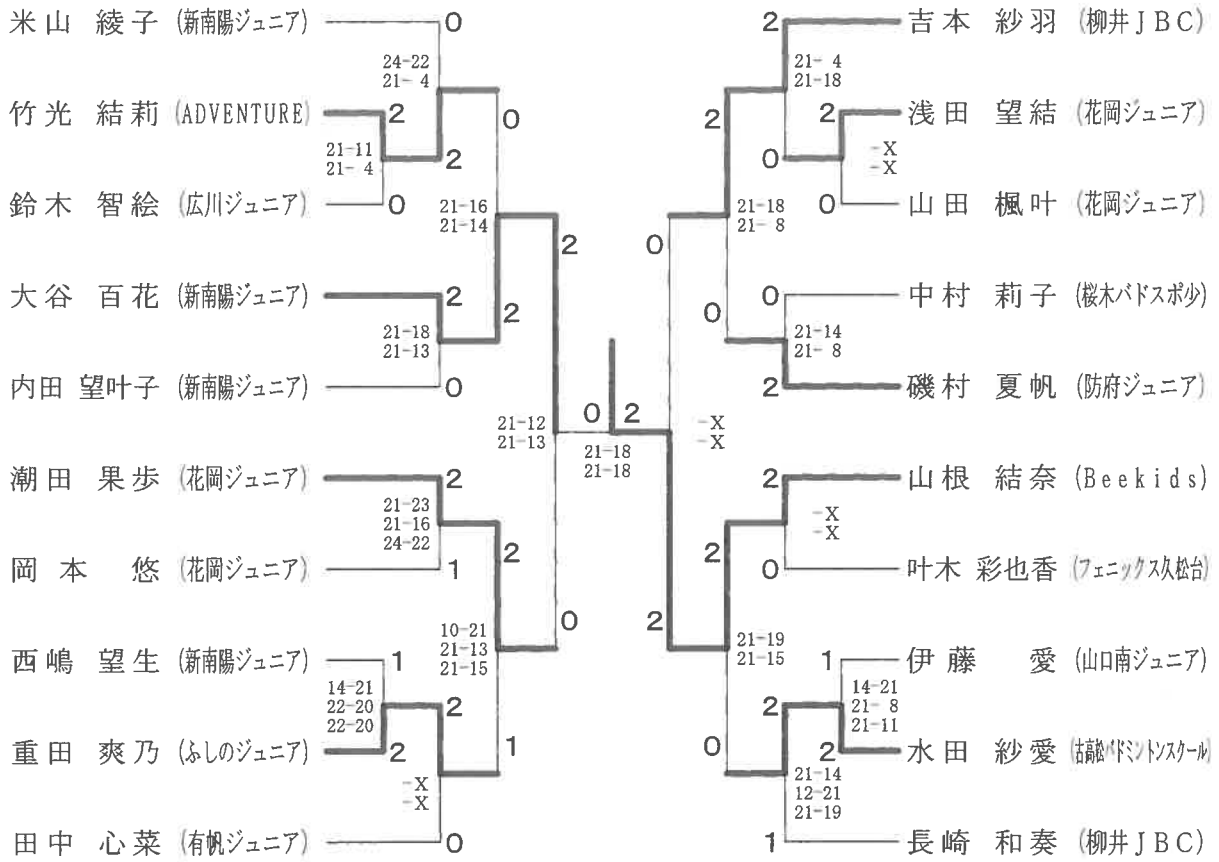 米山 綾子 (新南陽ジュニア) 0
24-22
21- 4
竹光 結莉 (ADVENTURE) 2
0
21-11
21- 4
2
鈴木 智絵 (広川ジュニア) 0
21-16
21-14
2
大谷 百花 (新南陽ジュニア) 2
2
21-18
21-13
内田 望叶子 (新南陽ジュニア) 0
21-12
21-13
0
潮田 果歩 (花岡ジュニア) 2
21-23
21-16
24-22
2
岡本 悠 (花岡ジュニア) 1
0
10-21
21-13
21-15
西嶋 望生 (新南陽ジュニア) 1
14-21
22-20
22-20
2
重田 爽乃 (ふしのジュニア) 2
1
-X
-X
田中 心菜 (有帆ジュニア) 0
2
21-18
21-18
2 吉本 紗羽 (柳井JBC)
21- 4
21-18
2
2 浅田 望結 (花岡ジュニア)
-X
-X
0
0 山田 楓叶 (花岡ジュニア)
21-18
21- 8
0
0 中村 莉子 (桜木バドスポ少)
0
21-14
21- 8
2 磯村 夏帆 (防府ジュニア)
-X
-X
2 山根 結奈 (Beekids)
-X
-X
2
0 叶木 彩也香 (フェニックス久松台)
2
21-19
21-15
1 伊藤 愛 (山口南ジュニア)
14-21
21- 8
21-11
2
0
2 水田 紗愛 (古高松バドミントンスクール)
21-14
12-21
21-19
1 長崎 和奏 (柳井JBC)